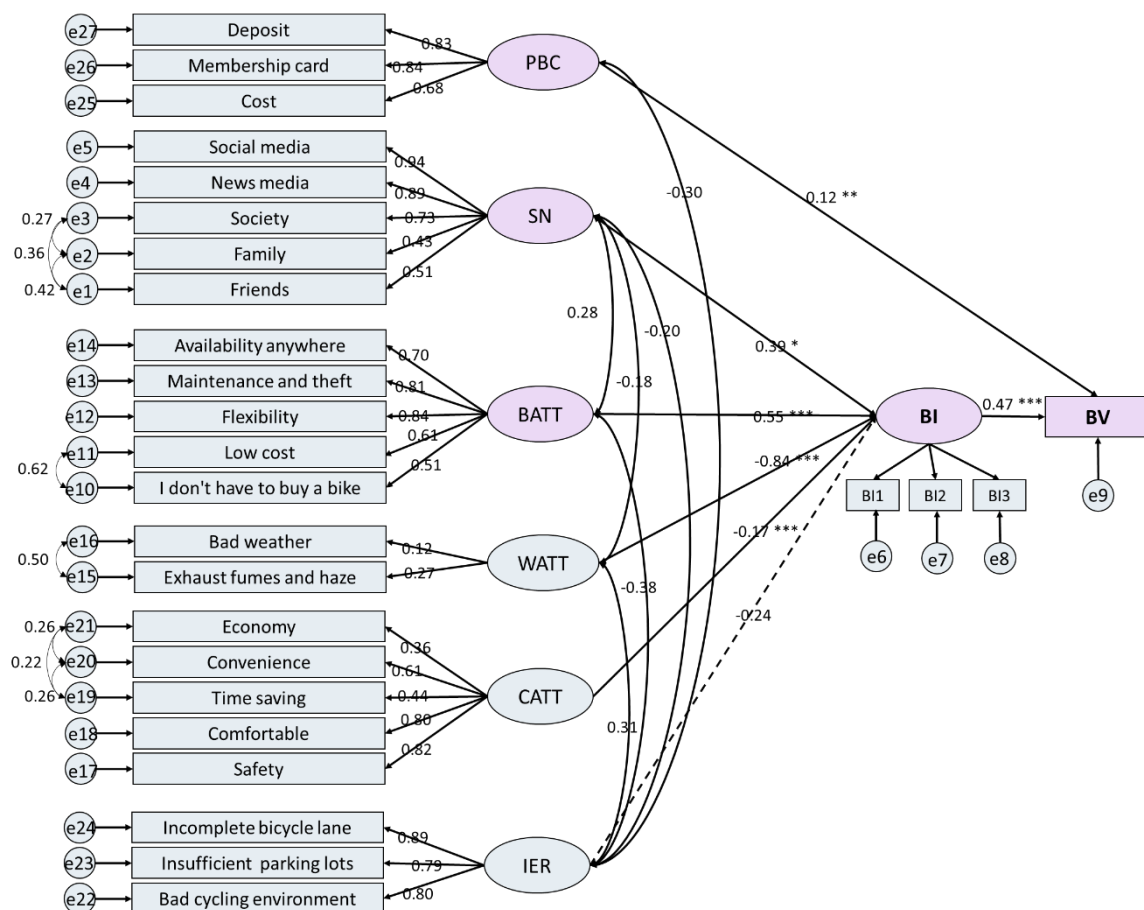 e27
Deposit
0.83
e26
Membership card
0.84
PBC
e25
Cost
0.68
e5
Social media
0.94
e4
News media
0.89
e3
Society
0.73
SN
e2
Family
0.43
e1
Friends
0.51
0.27
0.36
0.42
e14
Availability anywhere
0.70
e13
Maintenance and theft
0.81
e12
Flexibility
0.84
BATT
e11
Low cost
0.61
e10
I don't have to buy a bike
0.51
0.62
e16
Bad weather
0.12
e15
Exhaust fumes and haze
0.27
WATT
0.50
e21
Economy
0.36
e20
Convenience
0.61
e19
Time saving
0.44
CATT
e18
Comfortable
0.80
e17
Safety
0.82
0.26
0.22
0.26
e24
Incomplete bicycle lane
0.89
e23
Insufficient parking lots
0.79
IER
e22
Bad cycling environment
0.80
-0.30
0.12 **
0.28
-0.20
0.39 *
-0.18
0.55 ***
-0.84 ***
-0.17 ***
-0.38
-0.24
0.31
BI
0.47 ***
BV
BI1
BI2
BI3
e6
e7
e8
e9